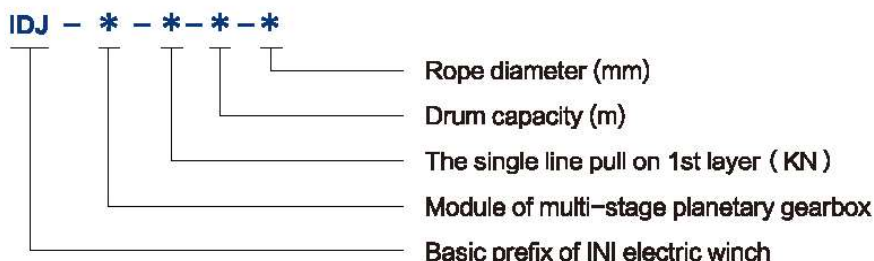 IDJ - * - * - * - *
Rope diameter (mm)
Drum capacity (m)
The single line pull on 1st layer ( KN )
Module of multi-stage planetary gearbox
Basic prefix of INI electric winch